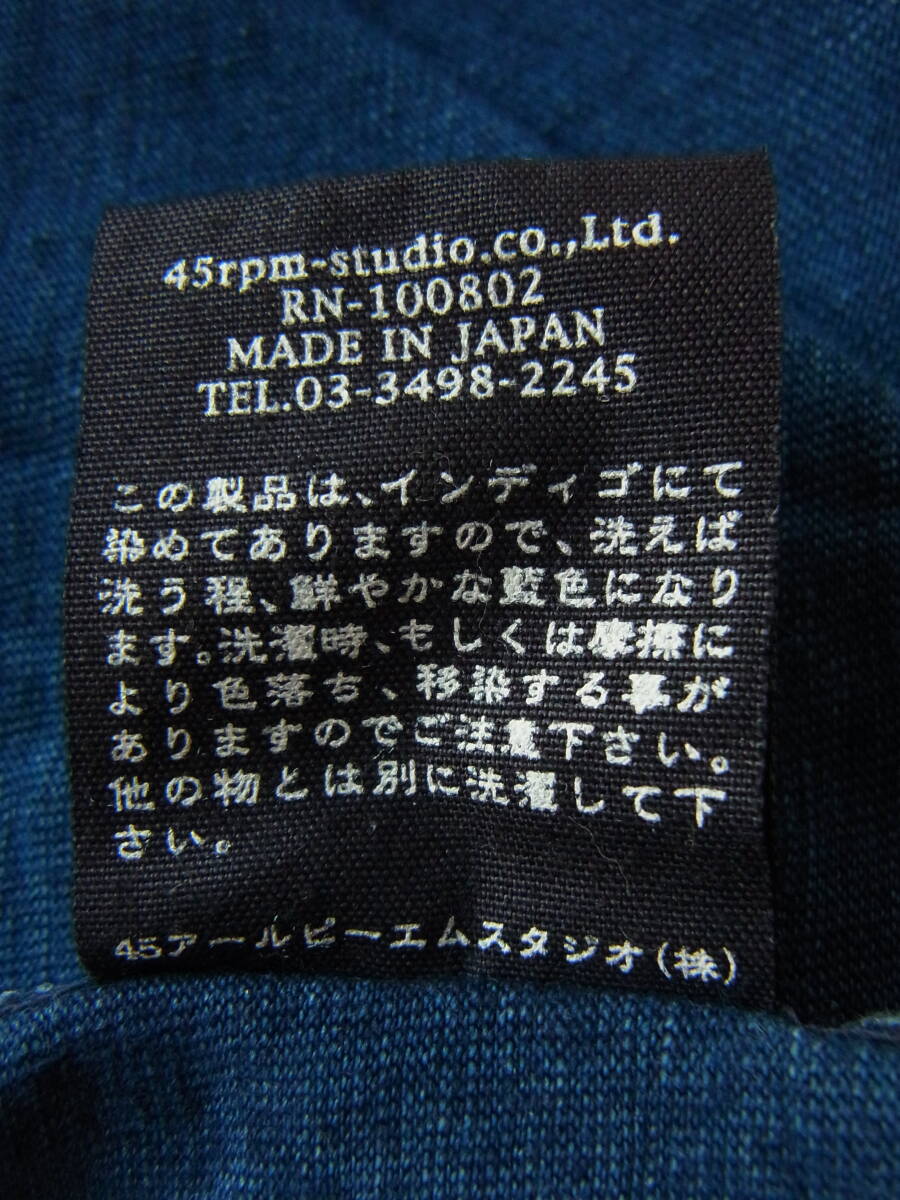 45rpm-studio.co.,Ltd.
RN-100802
MADE IN JAPAN
TEL.03-3498-2245
この製品は、インディゴにて
染めてありますので、洗えば
洗う程、鮮やかな藍色になり
ます。洗濯時、もしくは摩擦に
より色落ち、移染する事が
ありますのでご注意下さい。
他の物とは別に洗濯して下
さい。
45アールピーエムスタジオ(株)